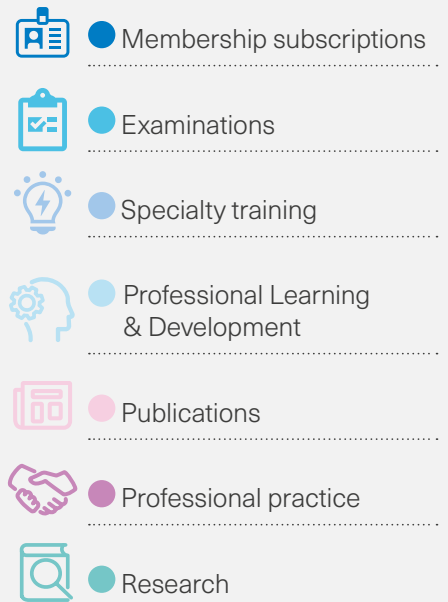 Membership subscriptions
Examinations
Specialty training
Professional Learning
& Development
Publications
Professional practice
Research